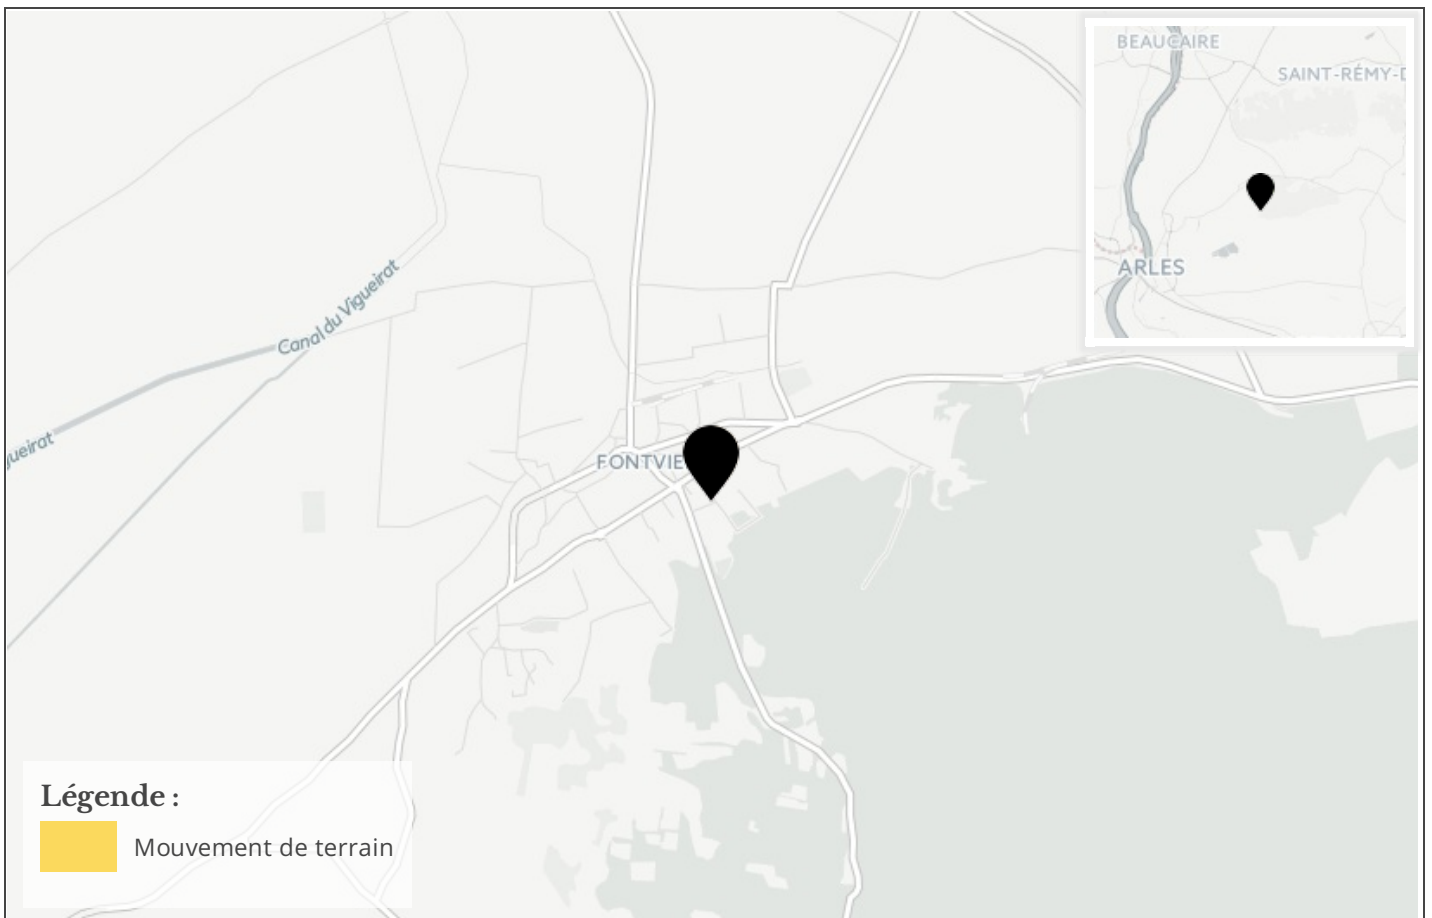 BEAUCAIRE
SAINT-RÉMY-D
ARLES
Canal du Vigueirat
gueirat
FONTVIE
Légende :
Mouvement de terrain